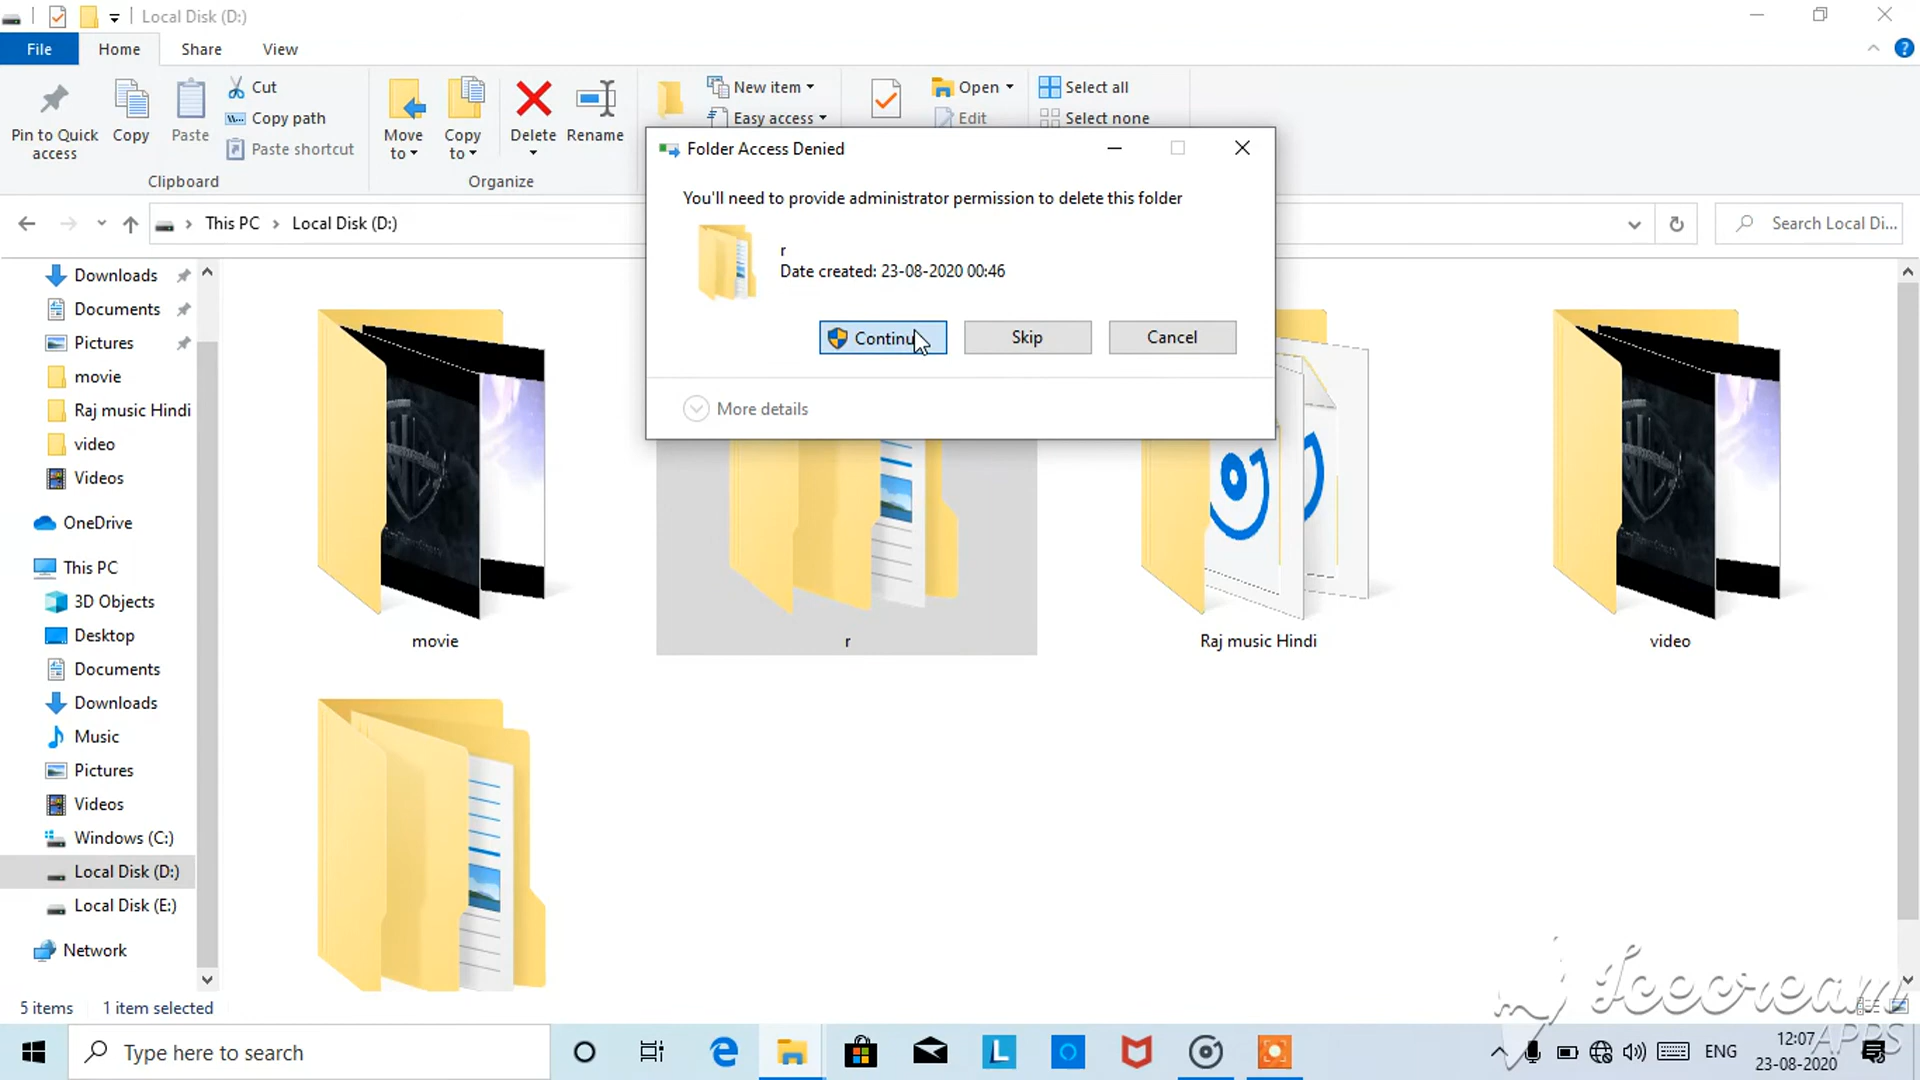 Local Disk (D:)
File Home Share View
Pin to Quick access
Copy
Paste
Cut
Copy path
Paste shortcut
Clipboard
Move to
Copy to
Delete
Rename
Organize
New item
Easy access
Open
Edit
Select all
Select none
Folder Access Denied
You'll need to provide administrator permission to delete this folder
r
Date created: 23-08-2020 00:46
Continu
Skip
Cancel
More details
This PC > Local Disk (D:)
Search Local Di...
Downloads
Documents
Pictures
movie
Raj music Hindi
video
Videos
OneDrive
This PC
3D Objects
Desktop
Documents
Downloads
Music
Pictures
Videos
Windows (C:)
Local Disk (D:)
Local Disk (E:)
Network
movie
r
Raj music Hindi
video
5 items 1 item selected
Icecream
APPS
Type here to search
ENG
12:07
23-08-2020